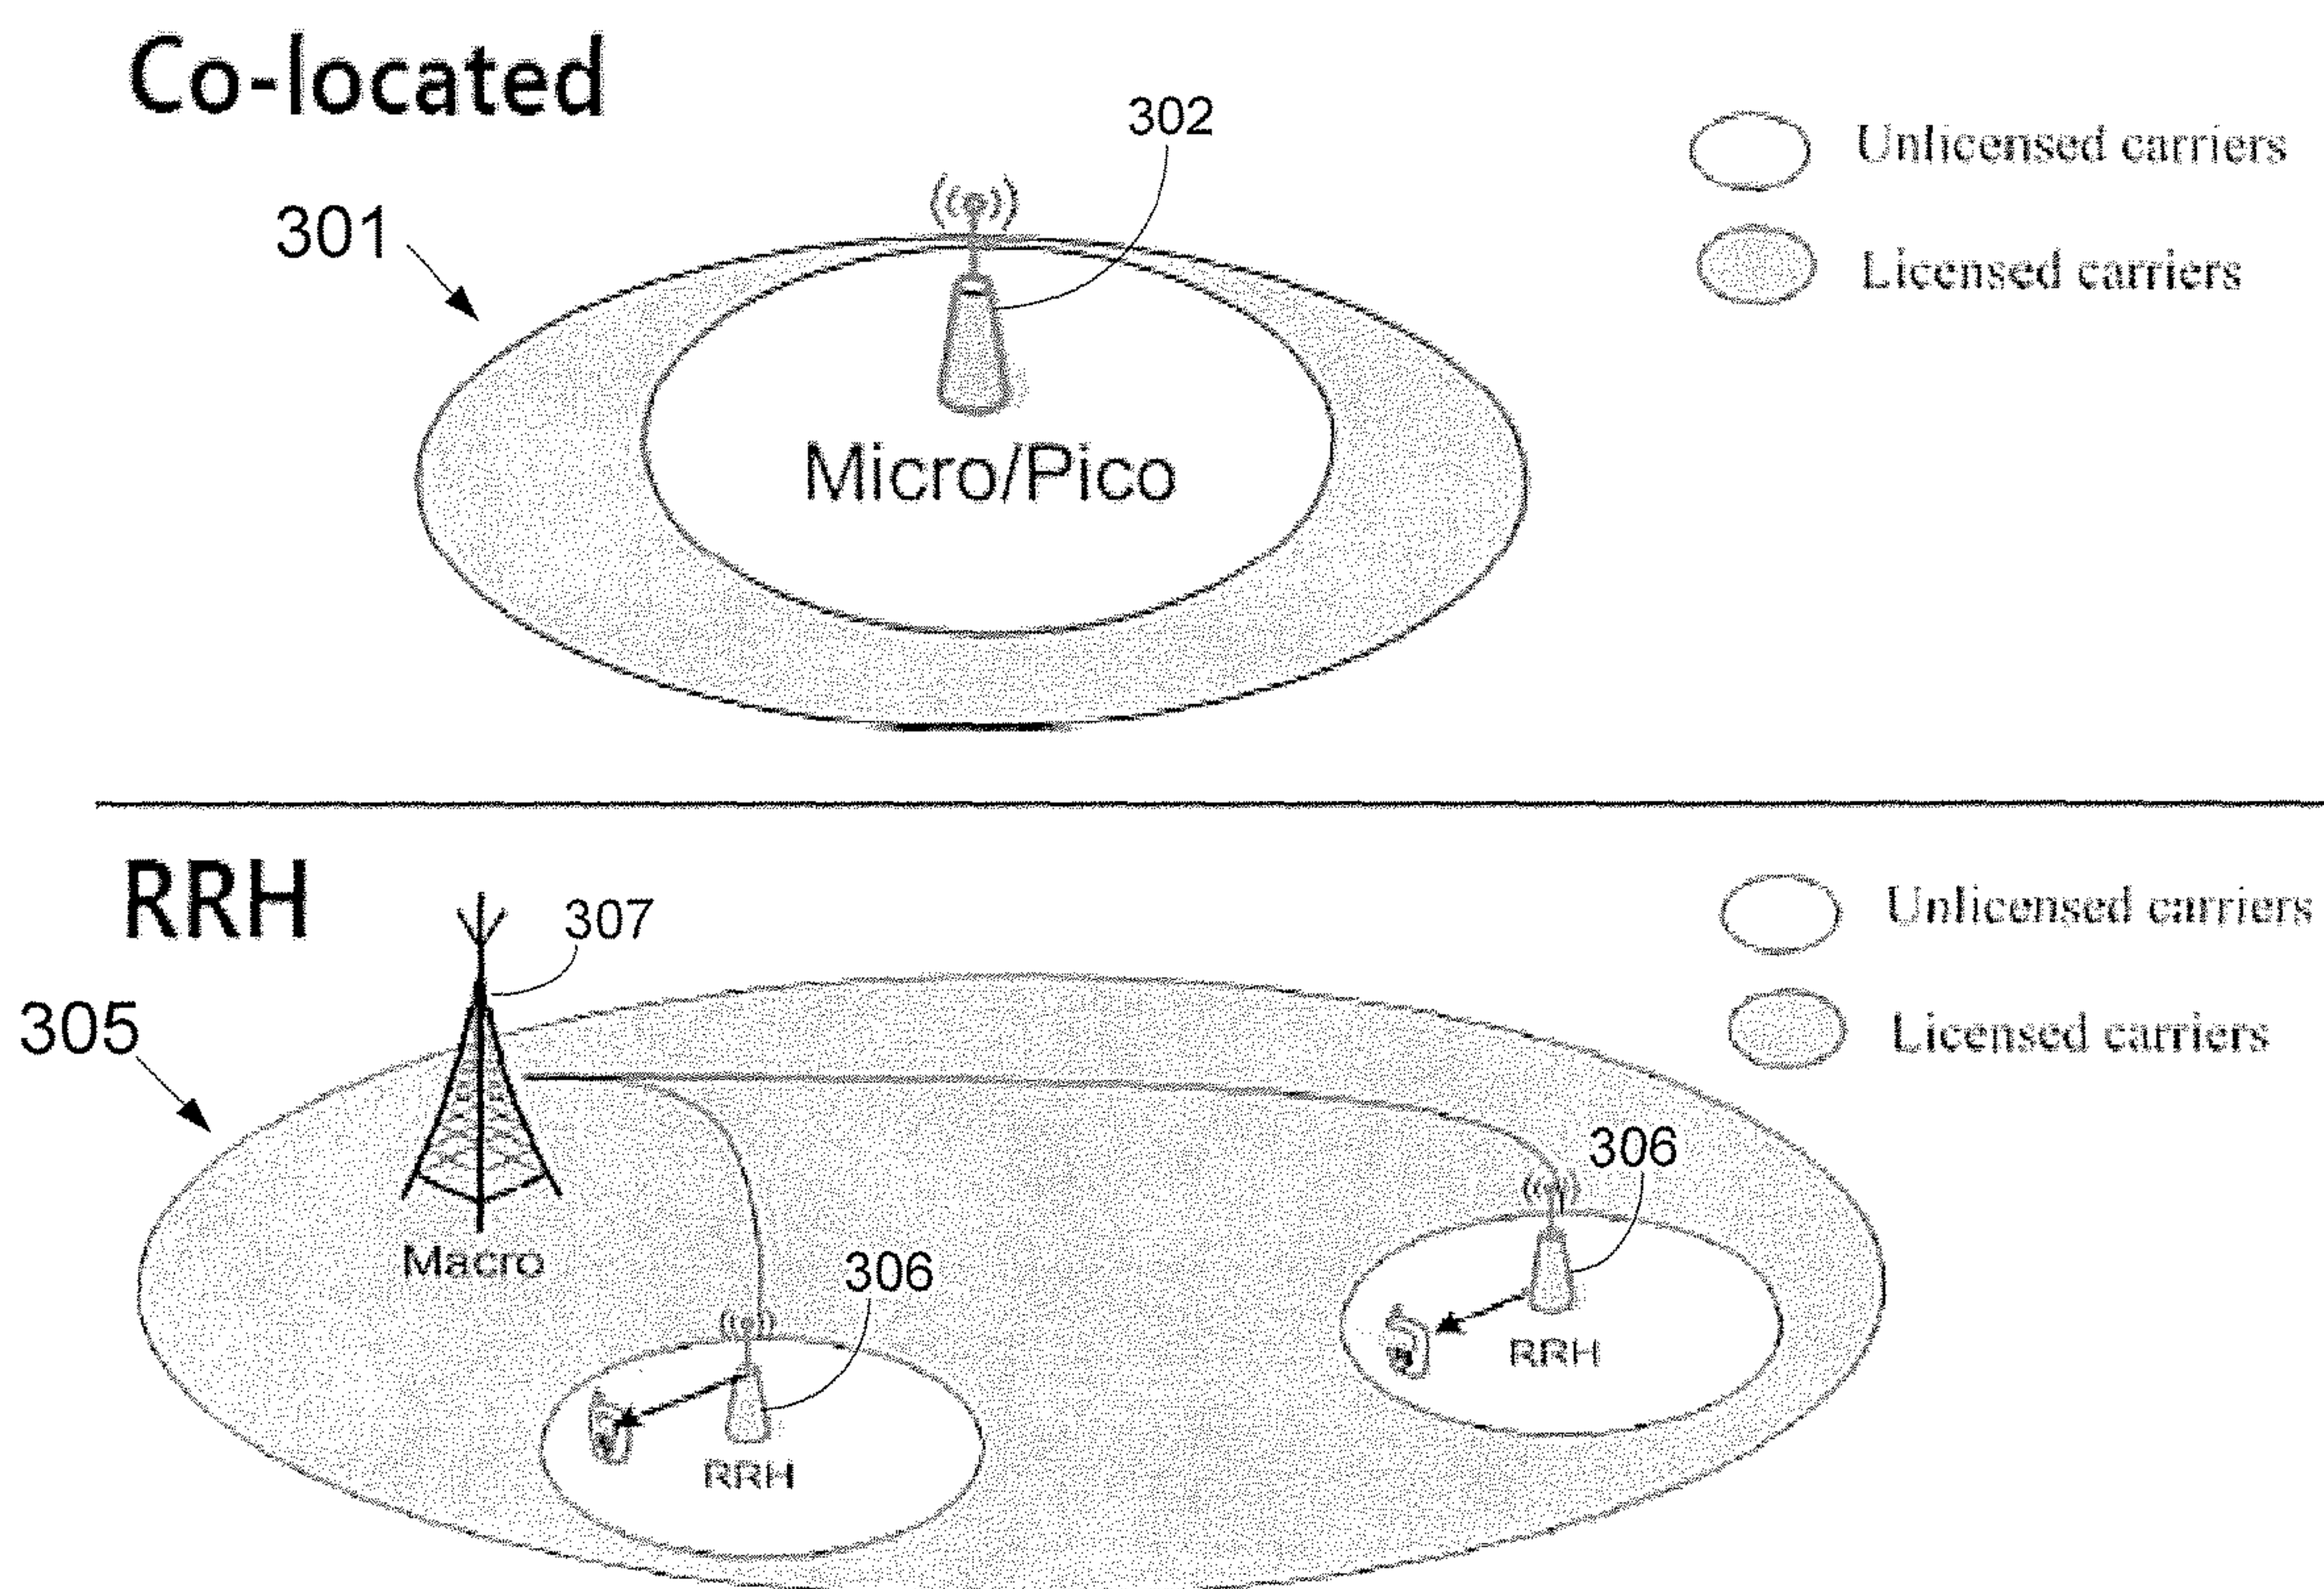 Co-located
302
Unlicensed carriers
301
Licensed carriers
Micro/Pico
RRH
307
Unlicensed carriers
305
Licensed carriers
306
Macro
306
RRH
RRH